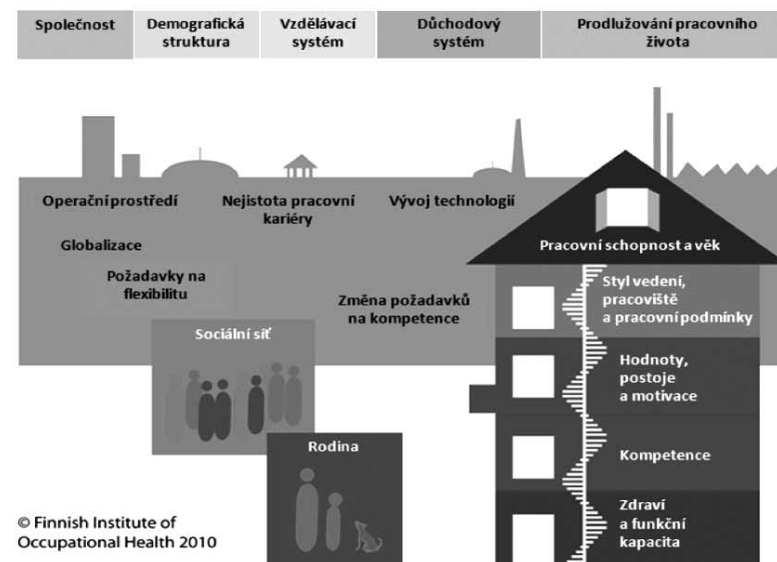 Společnost
Demografická
struktura
Vzdělávací
systém
Důchodový
systém
Prodlužování pracovního
života
Operační prostředí
Nejistota pracovní
kariéry
Vývoj technologií
Globalizace
Požadavky na
flexibilitu
Změna požadavků
na kompetence
Sociální síť
Rodina
Pracovní schopnost a věk
Styl vedení,
pracoviště
a pracovní podmínky
Hodnoty,
postoje
a motivace
Kompetence
Zdraví
a funkční
kapacita
© Finnish Institute of
Occupational Health 2010